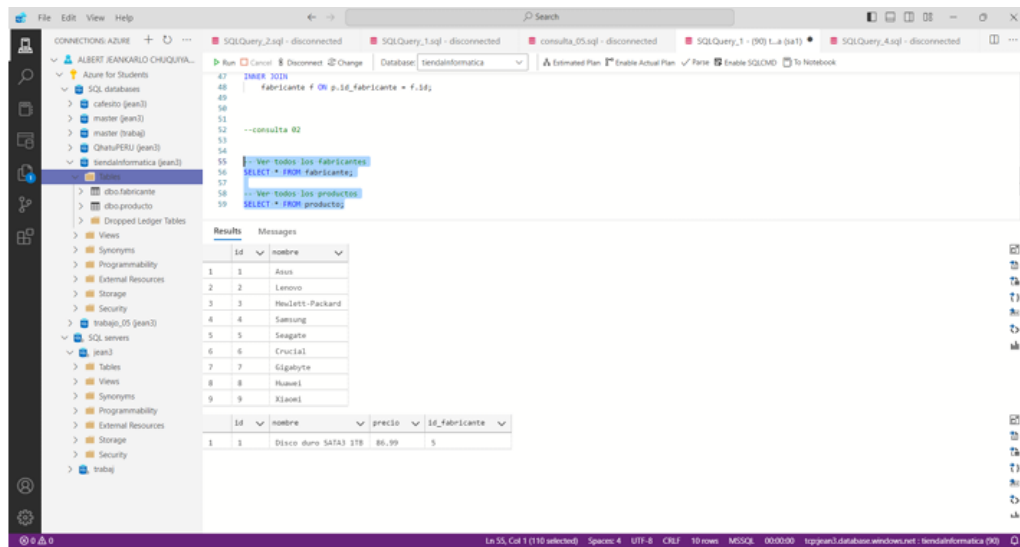 File Edit View Help
Search
CONNECTIONS: AZURE
ALBERT JEANKARLO CHUQUIYA...
Azure for Students
SQL databases
cafesito (jean3)
master (jean3)
master (trabaj)
QhatuPERU (jean3)
tiendaInformatica (jean3)
Tables
dbo.fabricante
dbo.producto
Dropped Ledger Tables
Views
Synonyms
Programmability
External Resources
Storage
Security
trabajo_05 (jean3)
SQL servers
jean3
Tables
Views
Synonyms
Programmability
External Resources
Storage
Security
trabaj
SQLQuery_2.sql - disconnected
SQLQuery_1.sql - disconnected
consulta_05.sql - disconnected
SQLQuery_1 - (90) t...a (sa1)
SQLQuery_4.sql - disconnected
Run Cancel Disconnect Change Database: tiendaInformatica Estimated Plan Enable Actual Plan Parse Enable SQLCMD To Notebook
47 INNER JOIN
48 fabricante f ON p.id_fabricante = f.id;
49
50
51
52 --consulta 02
53
54
55 -- Ver todos los fabricantes
56 SELECT * FROM fabricante;
57
58 -- Ver todos los productos
59 SELECT * FROM producto;
Results Messages
id nombre
1 1 Asus
2 2 Lenovo
3 3 Hewlett-Packard
4 4 Samsung
5 5 Seagate
6 6 Crucial
7 7 Gigabyte
8 8 Huawei
9 9 Xiaomi
id nombre precio id_fabricante
1 1 Disco duro SATA3 1TB 86.99 5
0 0 Ln 55, Col 1 (110 selected) Spaces: 4 UTF-8 CRLF 10 rows MSSQL 00:00:00 tcp:jean3.database.windows.net : tiendaInformatica (90)